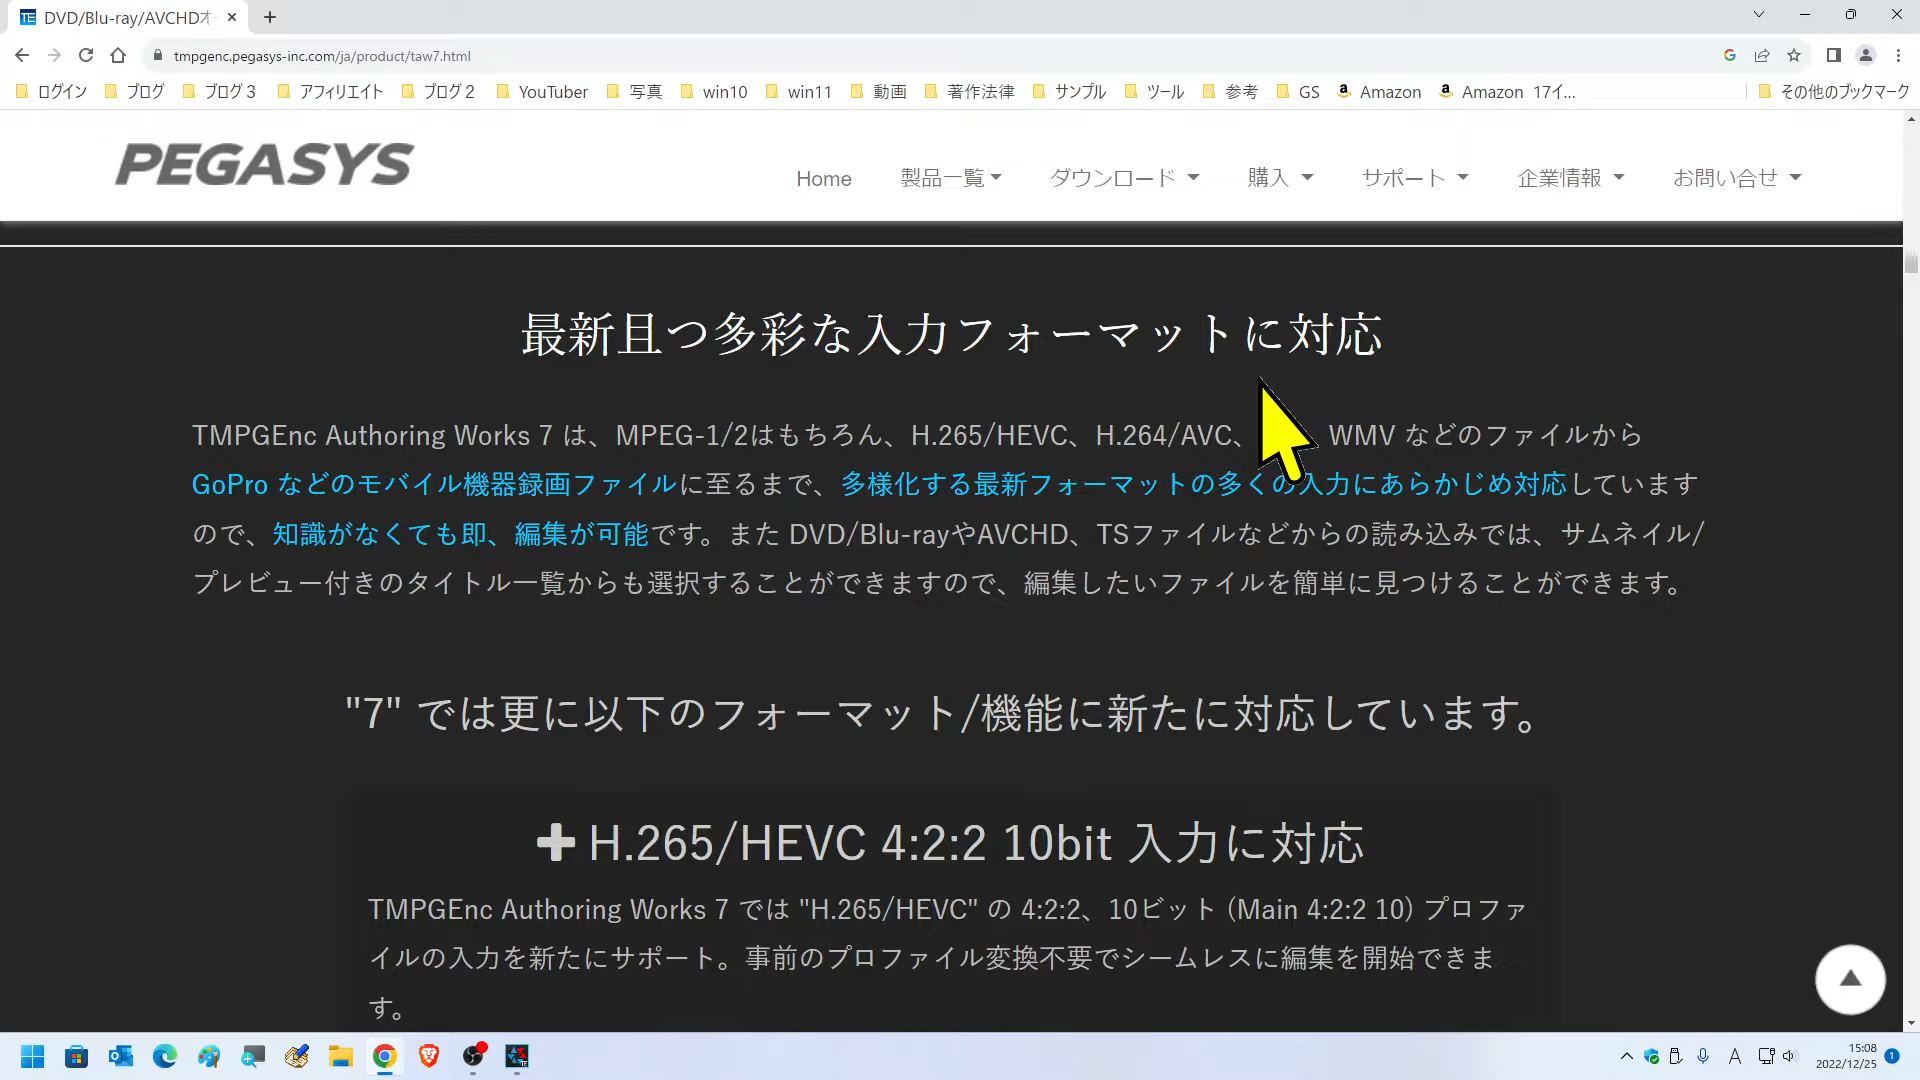 DVD/Blu-ray/AVCHDオ
tmpgenc.pegasys-inc.com/ja/product/taw7.html
ログイン ブログ ブログ3 アフィリエイト ブログ2 YouTuber 写真 win10 win11 動画 著作法律 サンプル ツール 参考 GS Amazon Amazon 17イ... その他のブックマーク
PEGASYS
Home 製品一覧 ダウンロード 購入 サポート 企業情報 お問い合せ
最新且つ多彩な入力フォーマットに対応
TMPGEnc Authoring Works 7 は、MPEG-1/2はもちろん、H.265/HEVC、H.264/AVC、 WMV などのファイルから
GoPro などのモバイル機器録画ファイルに至るまで、多様化する最新フォーマットの多くの入力にあらかじめ対応しています
ので、知識がなくても即、編集が可能です。また DVD/Blu-rayやAVCHD、TSファイルなどからの読み込みでは、サムネイル/
プレビュー付きのタイトル一覧からも選択することができますので、編集したいファイルを簡単に見つけることができます。
"7" では更に以下のフォーマット/機能に新たに対応しています。
H.265/HEVC 4:2:2 10bit 入力に対応
TMPGEnc Authoring Works 7 では "H.265/HEVC" の 4:2:2、10ビット (Main 4:2:2 10) プロファ
イルの入力を新たにサポート。事前のプロファイル変換不要でシームレスに編集を開始できま
す。
A
15:08
2022/12/25
1